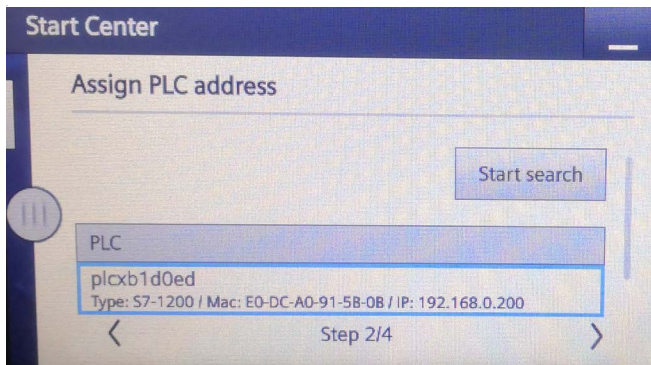 Start Center
Assign PLC address
Start search
PLC
plcxb1d0ed
Type: S7-1200 / Mac: E0-DC-A0-91-5B-0B / IP: 192.168.0.200
Step 2/4